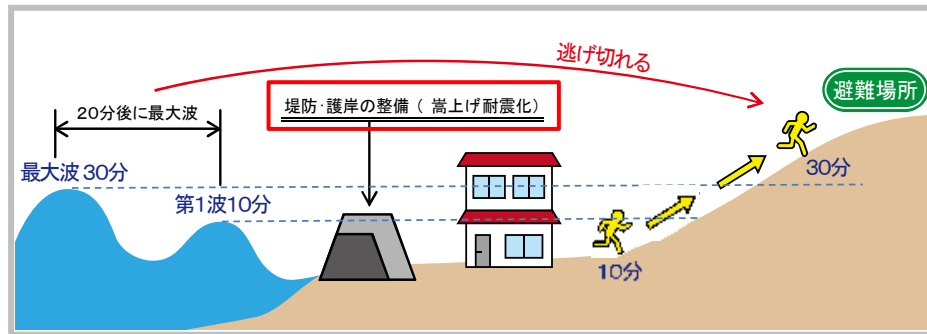 逃げ切れる
避難場所
堤防・護岸の整備（ 嵩上げ耐震化）
20分後に最大波
最大波 30分
30分
第1波10分
10分